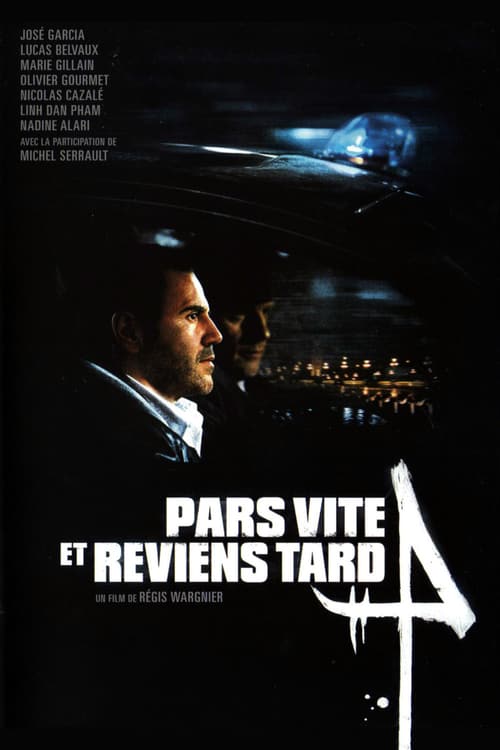 JOSÉ GARCIA
LUCAS BELVAUX
MARIE GILLAIN
OLIVIER GOURMET
NICOLAS CAZALÉ
LINH DAN PHAM
NADINE ALARI
AVEC LA PARTICIPATION DE
MICHEL SERRAULT
PARS VITE
ET REVIENS TARD
UN FILM DE RÉGIS WARGNIER